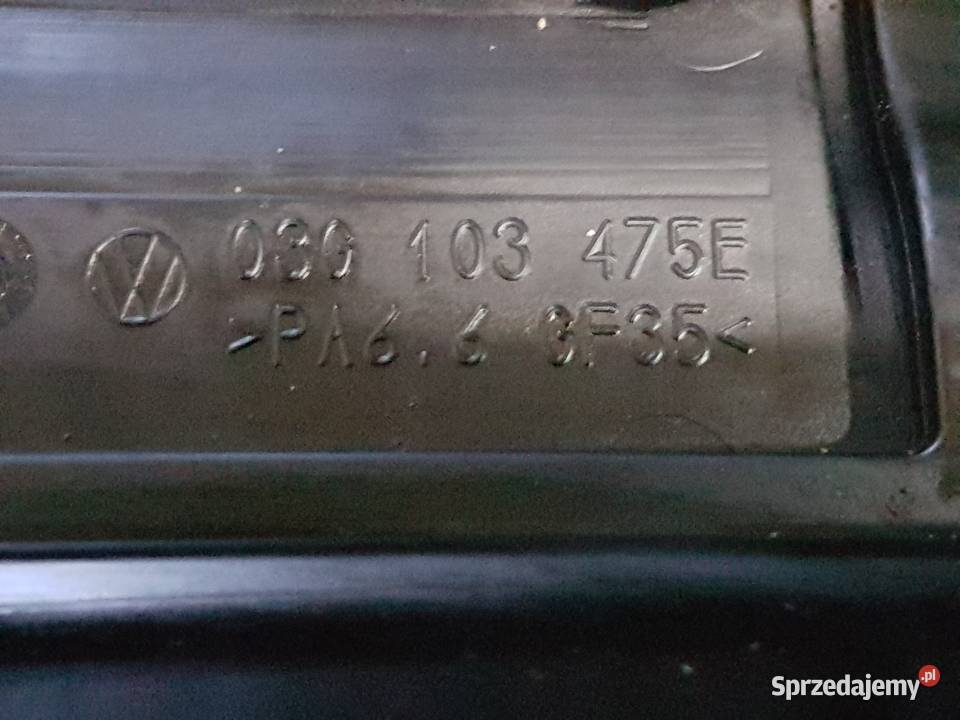 03G 103 475E
>PA6.6 GF35<
Sprzedajemy.pl